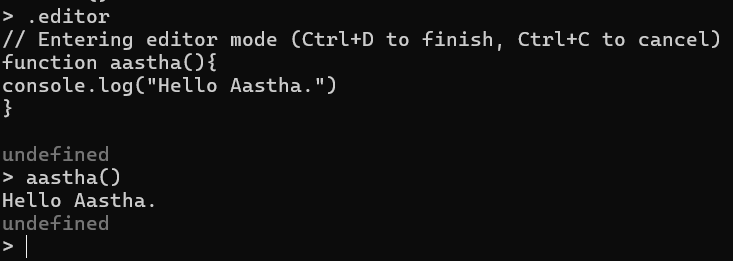 > .editor
// Entering editor mode (Ctrl+D to finish, Ctrl+C to cancel)
function aastha(){
console.log("Hello Aastha.")
}
undefined
> aastha()
Hello Aastha.
undefined
>